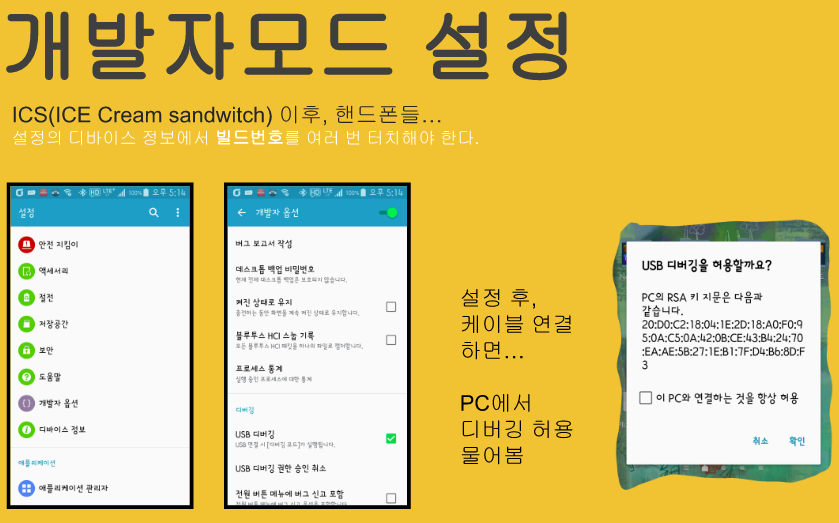 개발자모드 설정
ICS(ICE Cream sandwitch) 이후, 핸드폰들...
설정의 디바이스 정보에서 빌드번호를 여러 번 터치해야 한다.
HD LTE 100% 오후 5:14
설정
안전 지킴이
액세서리
절전
저장공간
보안
도움말
개발자 옵션
디바이스 정보
애플리케이션
애플리케이션 관리자
HD LTE 100% 오후 5:14
개발자 옵션
버그 보고서 작성
데스크톱 백업 비밀번호
현재 전체 데스크톱 백업은 보호되지 않습니다.
켜진 상태로 유지
충전하는 동안 화면을 계속 켜진 상태로 유지합니다.
블루투스 HCI 스눕 기록
모든 블루투스 HCI 패킷을 하나의 파일로 캡처합니다.
프로세스 통계
실행 중인 프로세스에 대한 통계
디버깅
USB 디버깅
USB 연결 시 [디버깅 모드]가 실행됩니다.
USB 디버깅 권한 승인 취소
전원 버튼 메뉴에 버그 신고 포함
설정 후,
케이블 연결
하면...
PC에서
디버깅 허용
물어봄
USB 디버깅을 허용할까요?
PC의 RSA 키 지문은 다음과
같습니다.
20:D0:C2:18:04:1E:2D:18:A0:F0:9
5:0A:C5:0A:42:0B:CE:43:B4:24:70
:EA:AE:5B:27:1E:B1:7F:D4:B6:8D:F
3
이 PC와 연결하는 것을 항상 허용
취소 확인